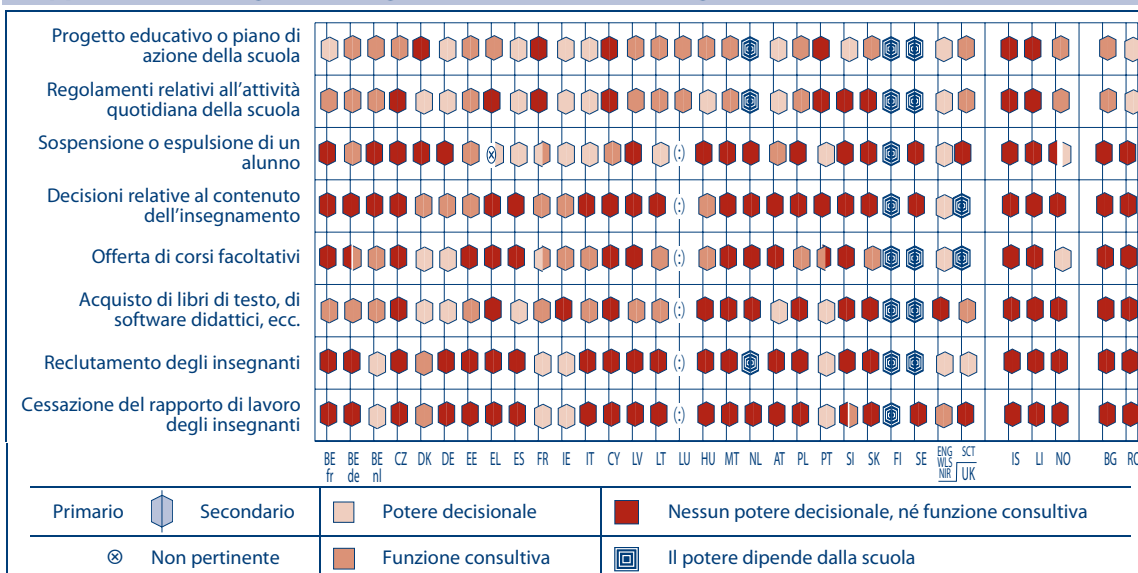 Progetto educativo o piano di
azione della scuola
Regolamenti relativi all'attività
quotidiana della scuola
Sospensione o espulsione di un
alunno
(:)
Decisioni relative al contenuto
dell'insegnamento
(:)
Offerta di corsi facoltativi
(:)
Acquisto di libri di testo, di
software didattici, ecc.
(:)
Reclutamento degli insegnanti
(:)
Cessazione del rapporto di lavoro
degli insegnanti
(:)
BE BE BE CZ DK DE EE EL ES FR IE IT CY LV LT LU HU MT NL AT PL PT SI SK FI SE ENG SCT IS LI NO BG RO
fr de nl WLS UK
NIR
Primario Secondario Potere decisionale Nessun potere decisionale, né funzione consultiva
Non pertinente Funzione consultiva Il potere dipende dalla scuola